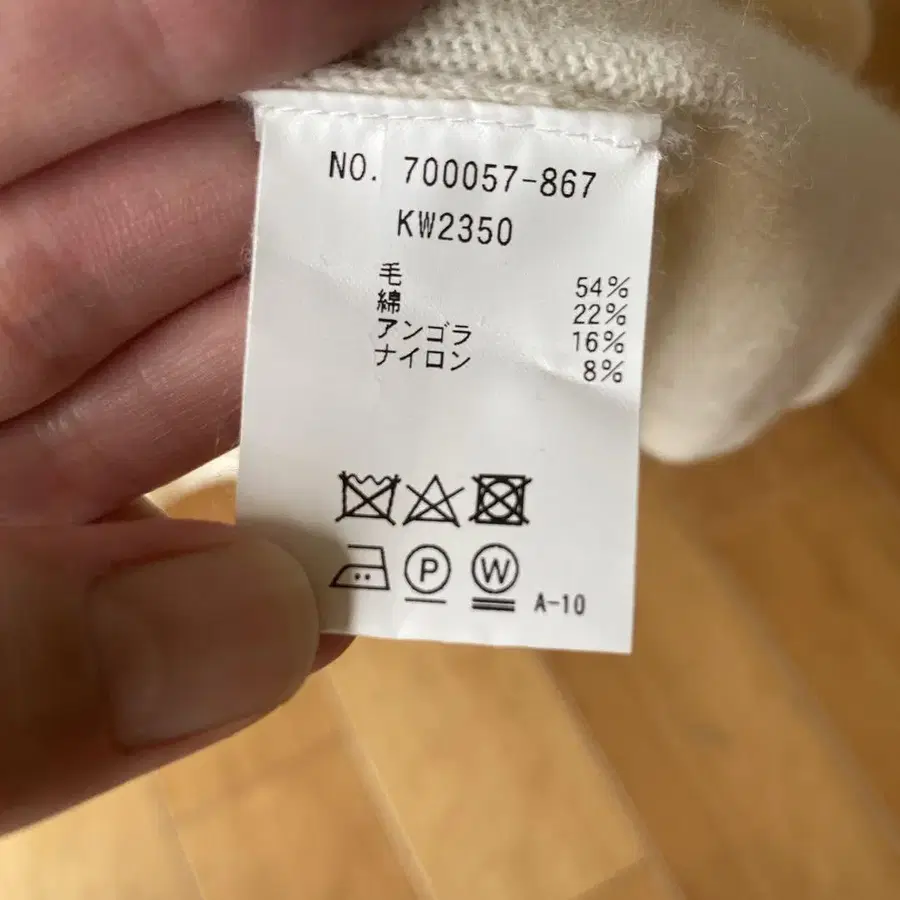 NO. 700057-867
KW2350
毛 54%
綿 22%
アンゴラ 16%
ナイロン 8%
P W A-10